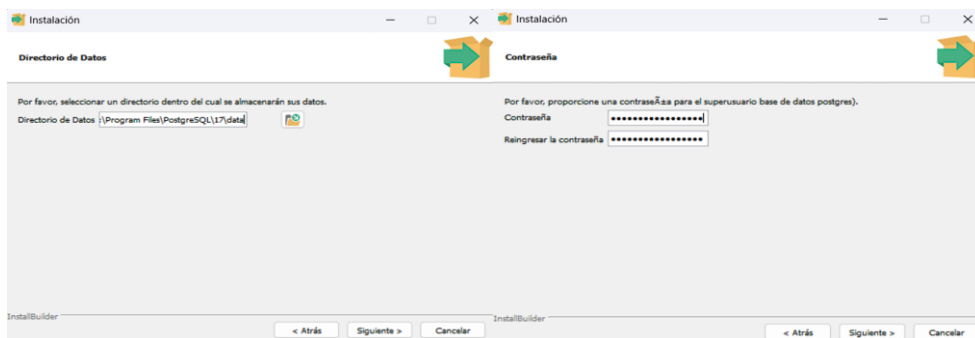 Instalación
Directorio de Datos
Por favor, seleccionar un directorio dentro del cual se almacenarán sus datos.
Directorio de Datos :\Program Files\PostgreSQL\17\data
InstallBuilder
< Atrás Siguiente > Cancelar
Instalación
Contraseña
Por favor, proporcione una contraseÃ±a para el superusuario base de datos postgres).
Contraseña ••••••••••••••••••
Reingresar la contraseña ••••••••••••••••••
InstallBuilder
< Atrás Siguiente > Cancelar